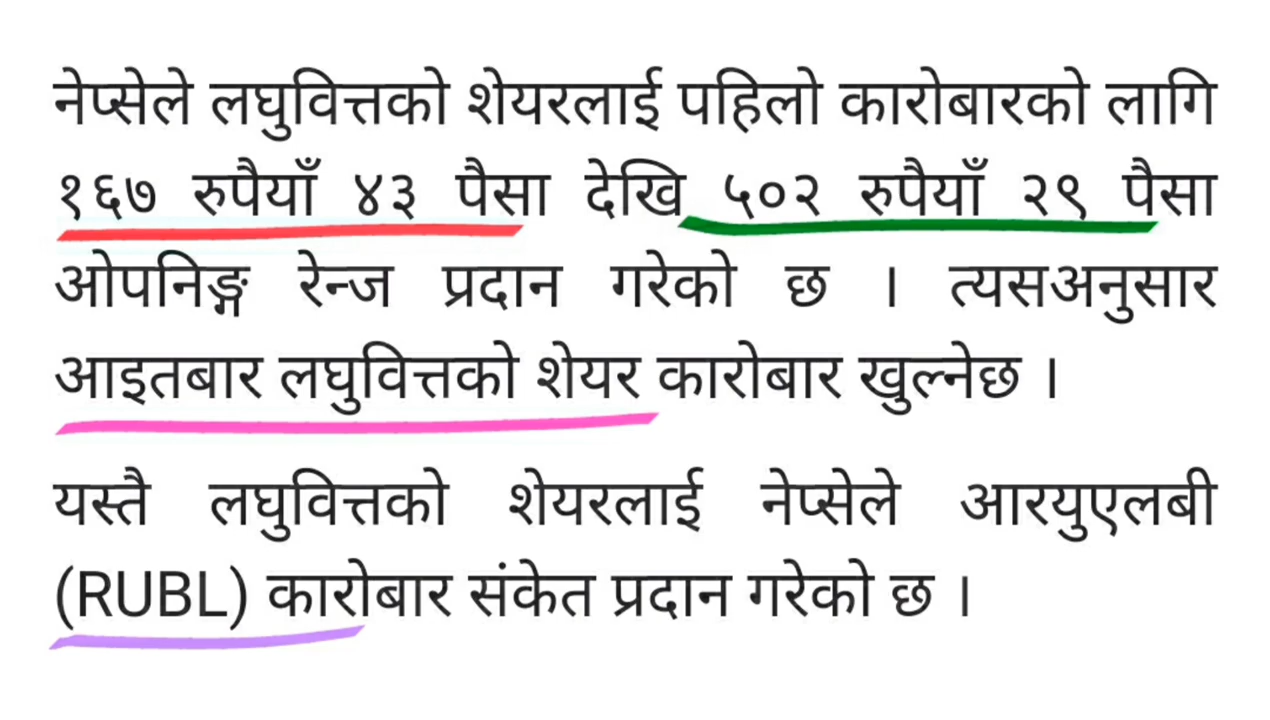 नेप्सेले लघुवित्तको शेयरलाई पहिलो कारोबारको लागि
१६७ रुपैयाँ ४३ पैसा देखि ५०२ रुपैयाँ २९ पैसा
ओपनिङ्ग रेन्ज प्रदान गरेको छ । त्यसअनुसार
आइतबार लघुवित्तको शेयर कारोबार खुल्नेछ ।
यस्तै लघुवित्तको शेयरलाई नेप्सेले आरयुएलबी
(RUBL) कारोबार संकेत प्रदान गरेको छ ।